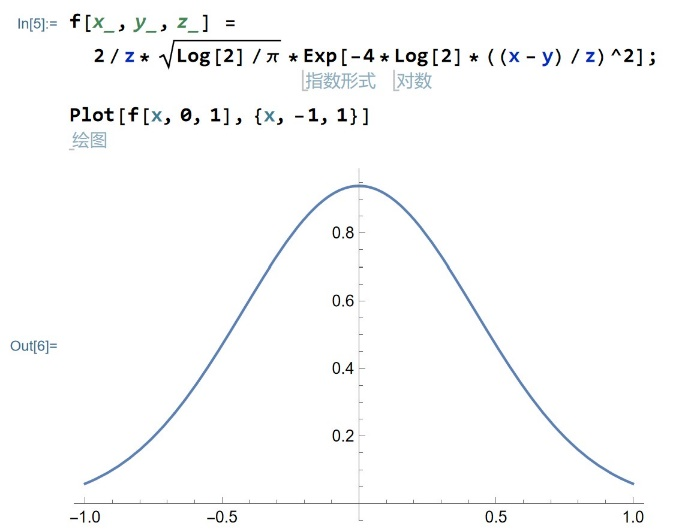 In[5]:= f[x_, y_, z_] =
2 / z * √Log[2] / π * Exp[-4 * Log[2] * ((x - y) / z) ^2];
指数形式 对数
Plot[f[x, 0, 1], {x, -1, 1}]
绘图
0.8
0.6
Out[6]=
0.4
0.2
-1.0 -0.5 0.5 1.0